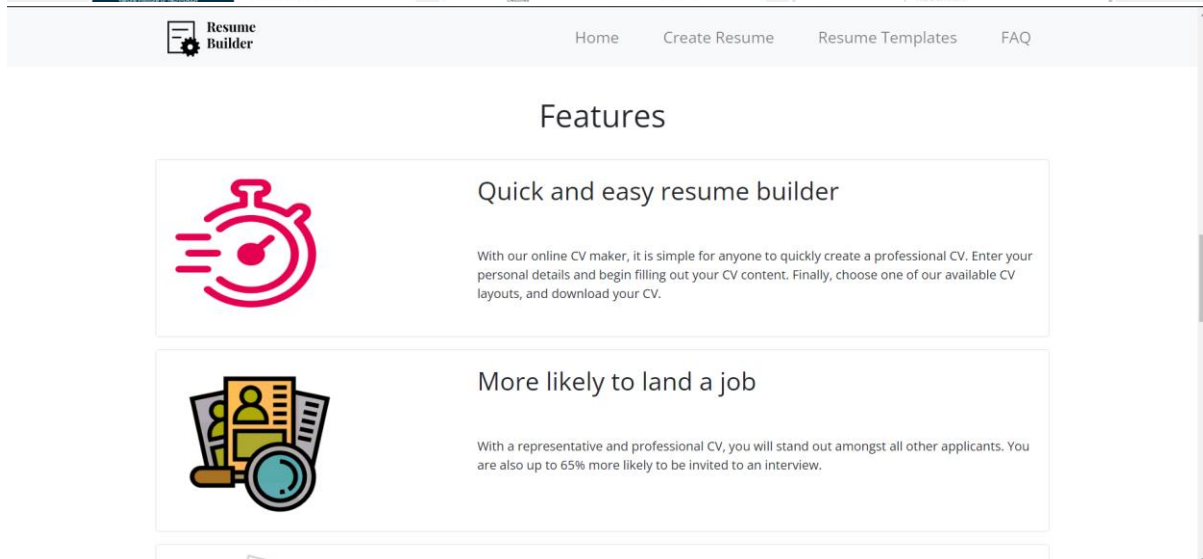 Resume
Builder
Home Create Resume Resume Templates FAQ
Features
Quick and easy resume builder
With our online CV maker, it is simple for anyone to quickly create a professional CV. Enter your
personal details and begin filling out your CV content. Finally, choose one of our available CV
layouts, and download your CV.
More likely to land a job
With a representative and professional CV, you will stand out amongst all other applicants. You
are also up to 65% more likely to be invited to an interview.